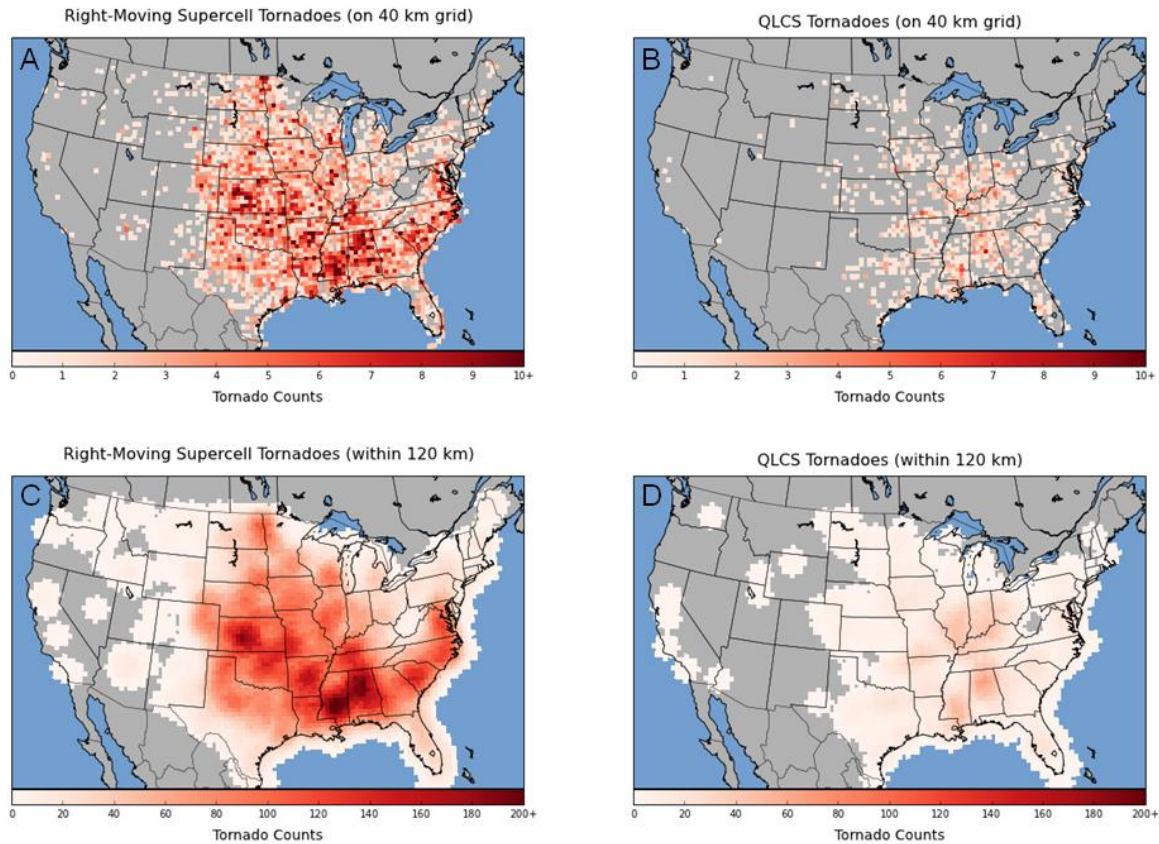 Right-Moving Supercell Tornadoes (on 40 km grid)
A
0 1 2 3 4 5 6 7 8 9 10+
Tornado Counts
QLCS Tornadoes (on 40 km grid)
B
0 1 2 3 4 5 6 7 8 9 10+
Tornado Counts
Right-Moving Supercell Tornadoes (within 120 km)
C
0 20 40 60 80 100 120 140 160 180 200+
Tornado Counts
QLCS Tornadoes (within 120 km)
D
0 20 40 60 80 100 120 140 160 180 200+
Tornado Counts